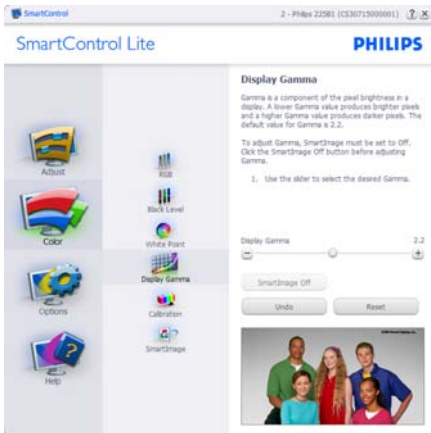 SmartControl
2 - Philips 225B1 (CS30715000001)
SmartControl Lite
PHILIPS
Adjust
Color
Options
Help
RGB
Black Level
White Point
Display Gamma
Calibration
SmartImage
Display Gamma
Gamma is a component of the pixel brightness in a
display. A lower Gamma value produces brighter pixels
and a higher Gamma value produces darker pixels. The
default value for Gamma is 2.2.
To adjust Gamma, SmartImage must be set to Off.
Click the SmartImage Off button before adjusting
Gamma.
1. Use the slider to select the desired Gamma.
Display Gamma
2.2
SmartImage Off
Undo
Reset